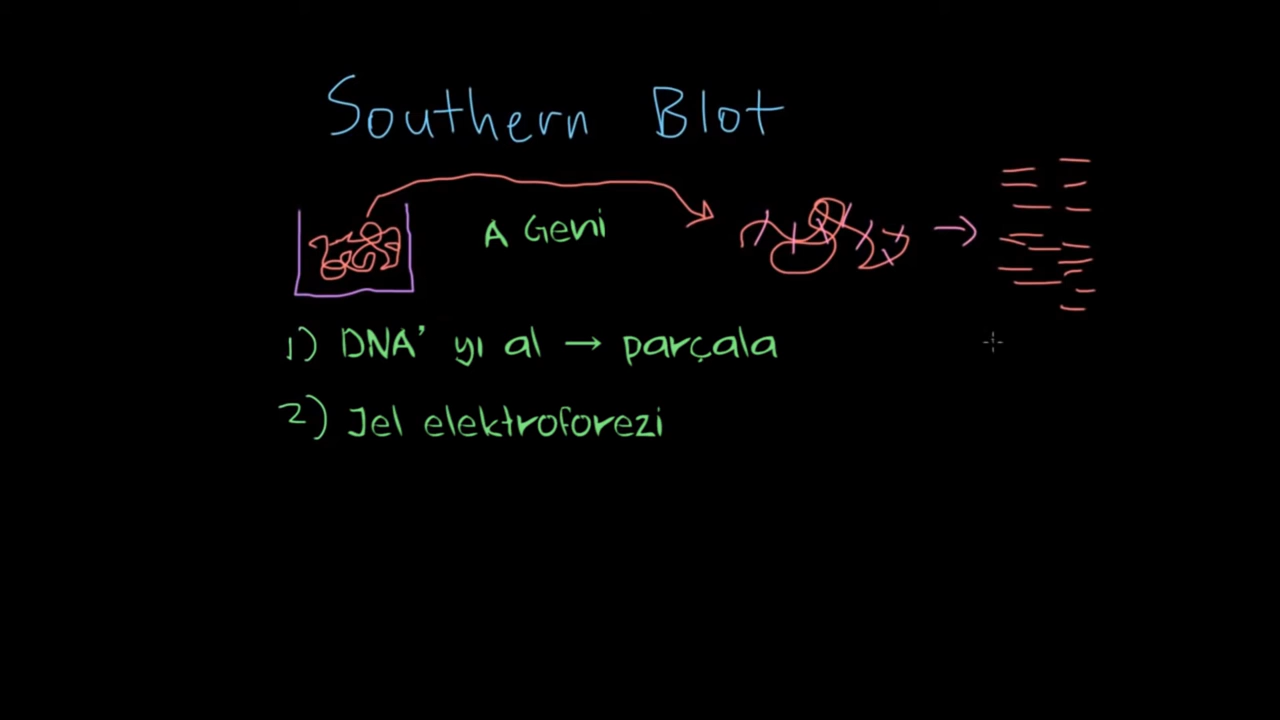 Southern Blot
A Geni
1) DNA' yı al → parçala
2) Jel elektroforezi